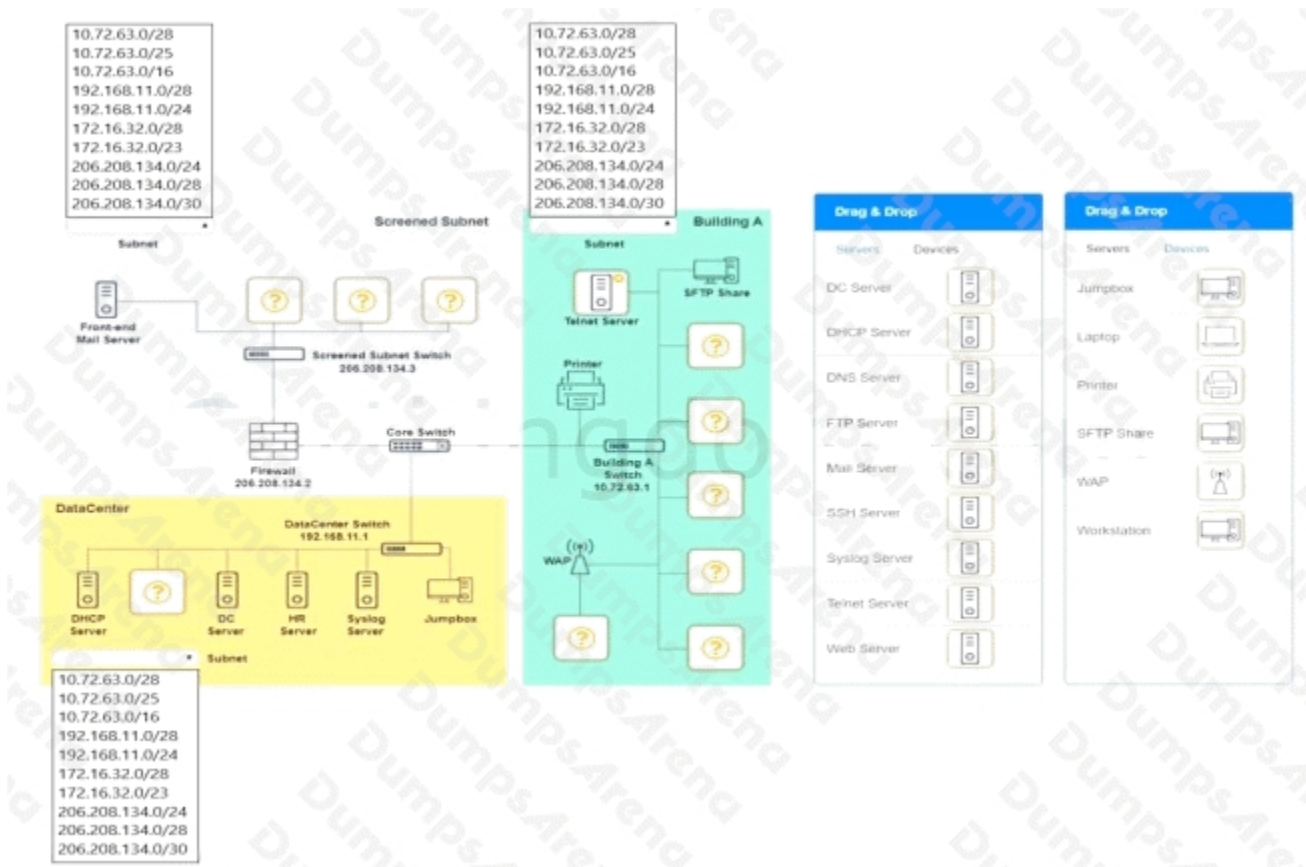 10.72.63.0/28
10.72.63.0/25
10.72.63.0/16
192.168.11.0/28
192.168.11.0/24
172.16.32.0/28
172.16.32.0/23
206.208.134.0/24
206.208.134.0/28
206.208.134.0/30
Subnet
Screened Subnet
Front-end
Mail Server
Screened Subnet Switch
206.208.134.3
Firewall
206.208.134.2
Core Switch
10.72.63.0/28
10.72.63.0/25
10.72.63.0/16
192.168.11.0/28
192.168.11.0/24
172.16.32.0/28
172.16.32.0/23
206.208.134.0/24
206.208.134.0/28
206.208.134.0/30
Building A
Subnet
Telnet Server
SFTP Share
Printer
Building A
Switch
10.72.63.1
WAP
DataCenter
DataCenter Switch
192.168.11.1
DHCP
Server
DC
Server
HR
Server
Syslog
Server
Jumpbox
Subnet
10.72.63.0/28
10.72.63.0/25
10.72.63.0/16
192.168.11.0/28
192.168.11.0/24
172.16.32.0/28
172.16.32.0/23
206.208.134.0/24
206.208.134.0/28
206.208.134.0/30
Drag & Drop
Servers Devices
DC Server
DHCP Server
DNS Server
FTP Server
Mail Server
SSH Server
Syslog Server
Telnet Server
Web Server
Drag & Drop
Servers Devices
Jumpbox
Laptop
Printer
SFTP Share
WAP
Workstation
DumpsArena